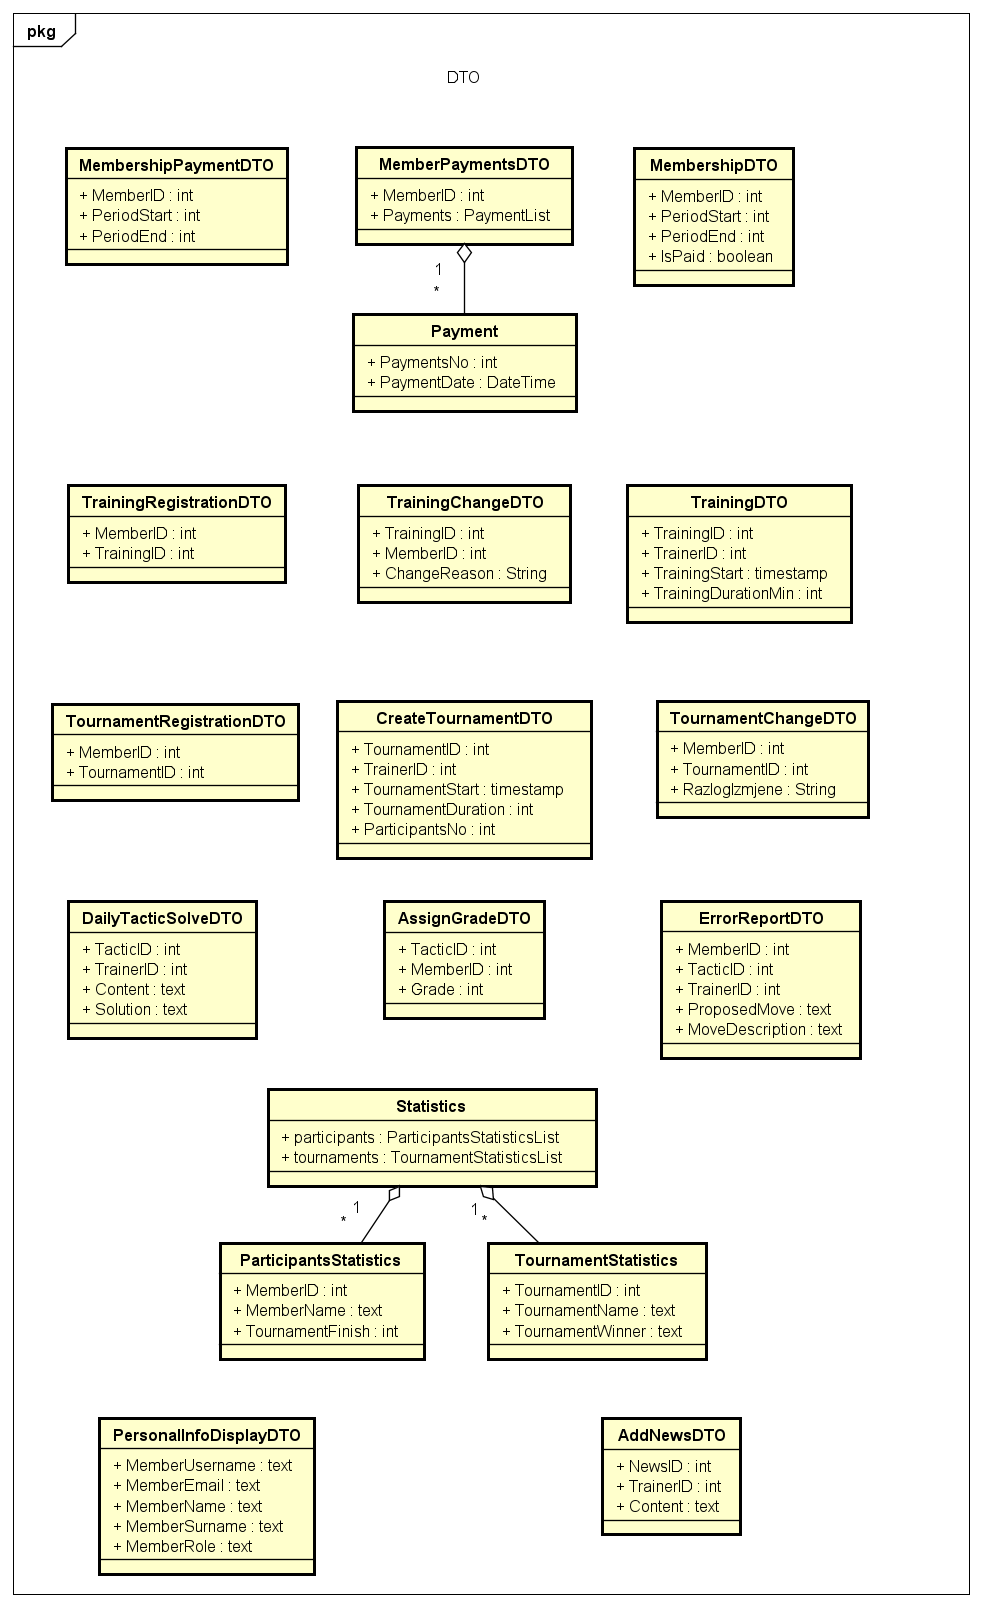 pkg
DTO
MembershipPaymentDTO
+ MemberID : int
+ PeriodStart : int
+ PeriodEnd : int
MemberPaymentsDTO
+ MemberID : int
+ Payments : PaymentList
MembershipDTO
+ MemberID : int
+ PeriodStart : int
+ PeriodEnd : int
+ IsPaid : boolean
1
*
Payment
+ PaymentsNo : int
+ PaymentDate : DateTime
TrainingRegistrationDTO
+ MemberID : int
+ TrainingID : int
TrainingChangeDTO
+ TrainingID : int
+ MemberID : int
+ ChangeReason : String
TrainingDTO
+ TrainingID : int
+ TrainerID : int
+ TrainingStart : timestamp
+ TrainingDurationMin : int
TournamentRegistrationDTO
+ MemberID : int
+ TournamentID : int
CreateTournamentDTO
+ TournamentID : int
+ TrainerID : int
+ TournamentStart : timestamp
+ TournamentDuration : int
+ ParticipantsNo : int
TournamentChangeDTO
+ MemberID : int
+ TournamentID : int
+ RazlogIzmjene : String
DailyTacticSolveDTO
+ TacticID : int
+ TrainerID : int
+ Content : text
+ Solution : text
AssignGradeDTO
+ TacticID : int
+ MemberID : int
+ Grade : int
ErrorReportDTO
+ MemberID : int
+ TacticID : int
+ TrainerID : int
+ ProposedMove : text
+ MoveDescription : text
Statistics
+ participants : ParticipantsStatisticsList
+ tournaments : TournamentStatisticsList
1
*
1
*
ParticipantsStatistics
+ MemberID : int
+ MemberName : text
+ TournamentFinish : int
TournamentStatistics
+ TournamentID : int
+ TournamentName : text
+ TournamentWinner : text
PersonalInfoDisplayDTO
+ MemberUsername : text
+ MemberEmail : text
+ MemberName : text
+ MemberSurname : text
+ MemberRole : text
AddNewsDTO
+ NewsID : int
+ TrainerID : int
+ Content : text